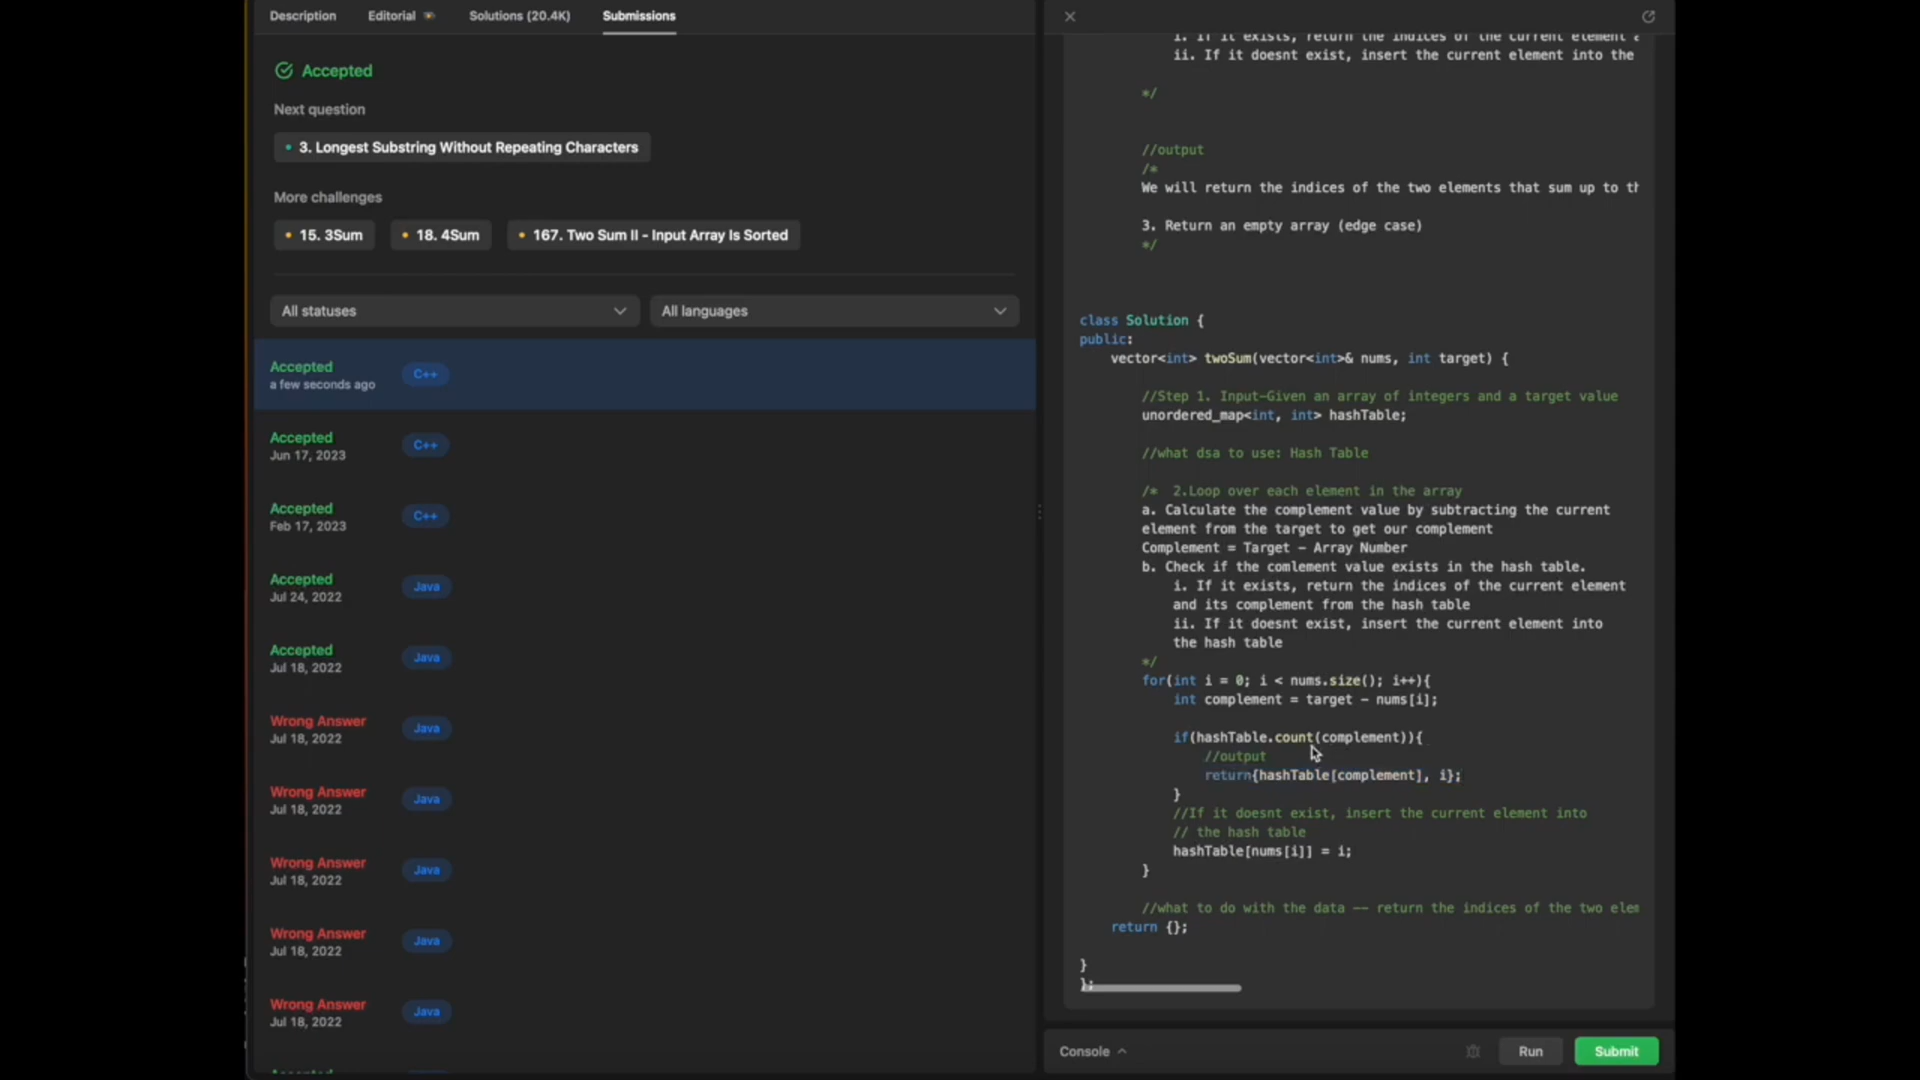 Description Editorial Solutions (20.4K) Submissions
Accepted
Next question
3. Longest Substring Without Repeating Characters
More challenges
15. 3Sum 18. 4Sum 167. Two Sum II - Input Array Is Sorted
All statuses All languages
Accepted C++
a few seconds ago
Accepted C++
Jun 17, 2023
Accepted C++
Feb 17, 2023
Accepted Java
Jul 24, 2022
Accepted Java
Jul 18, 2022
Wrong Answer Java
Jul 18, 2022
Wrong Answer Java
Jul 18, 2022
Wrong Answer Java
Jul 18, 2022
Wrong Answer Java
Jul 18, 2022
Wrong Answer Java
Jul 18, 2022
i. If it exists, return the indices of the current element
ii. If it doesnt exist, insert the current element into the
*/
//output
/*
We will return the indices of the two elements that sum up to
3. Return an empty array (edge case)
*/
class Solution {
public:
vector<int> twoSum(vector<int>& nums, int target) {
//Step 1. Input-Given an array of integers and a target value
unordered_map<int, int> hashTable;
//what dsa to use: Hash Table
/* 2.Loop over each element in the array
a. Calculate the complement value by subtracting the current
element from the target to get our complement
Complement = Target - Array Number
b. Check if the comlement value exists in the hash table.
i. If it exists, return the indices of the current element
and its complement from the hash table
ii. If it doesnt exist, insert the current element into
the hash table
*/
for(int i = 0; i < nums.size(); i++){
int complement = target - nums[i];
if(hashTable.count(complement)){
//output
return{hashTable[complement], i};
}
//If it doesnt exist, insert the current element into
// the hash table
hashTable[nums[i]] = i;
}
//what to do with the data -- return the indices of the two
return {};
}
};
Console Run Submit